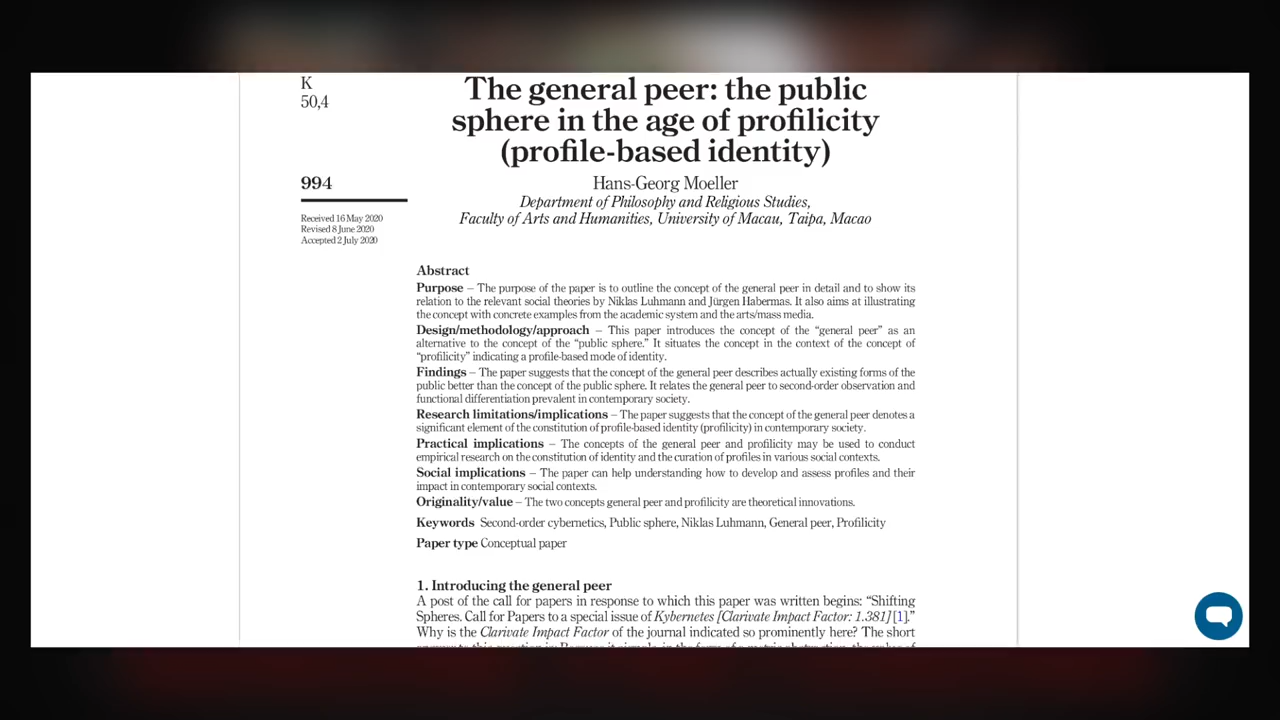 K
50,4
The general peer: the public
sphere in the age of profilicity
(profile-based identity)
994
Hans-Georg Moeller
Department of Philosophy and Religious Studies,
Faculty of Arts and Humanities, University of Macau, Taipa, Macao
Received 16 May 2020
Revised 8 June 2020
Accepted 2 July 2020
Abstract
Purpose – The purpose of the paper is to outline the concept of the general peer in detail and to show its
relation to the relevant social theories by Niklas Luhmann and Jürgen Habermas. It also aims at illustrating
the concept with concrete examples from the academic system and the arts/mass media.
Design/methodology/approach – This paper introduces the concept of the “general peer” as an
alternative to the concept of the “public sphere.” It situates the concept in the context of the concept of
“profilicity” indicating a profile-based mode of identity.
Findings – The paper suggests that the concept of the general peer describes actually existing forms of the
public better than the concept of the public sphere. It relates the general peer to second-order observation and
functional differentiation prevalent in contemporary society.
Research limitations/implications – The paper suggests that the concept of the general peer denotes a
significant element of the constitution of profile-based identity (profilicity) in contemporary society.
Practical implications – The concepts of the general peer and profilicity may be used to conduct
empirical research on the constitution of identity and the curation of profiles in various social contexts.
Social implications – The paper can help understanding how to develop and assess profiles and their
impact in contemporary social contexts.
Originality/value – The two concepts general peer and profilicity are theoretical innovations.
Keywords Second-order cybernetics, Public sphere, Niklas Luhmann, General peer, Profilicity
Paper type Conceptual paper
1. Introducing the general peer
A post of the call for papers in response to which this paper was written begins: “Shifting
Spheres. Call for Papers to a special issue of Kybernetes [Clarivate Impact Factor: 1.381] [1].”
Why is the Clarivate Impact Factor of the journal indicated so prominently here? The short